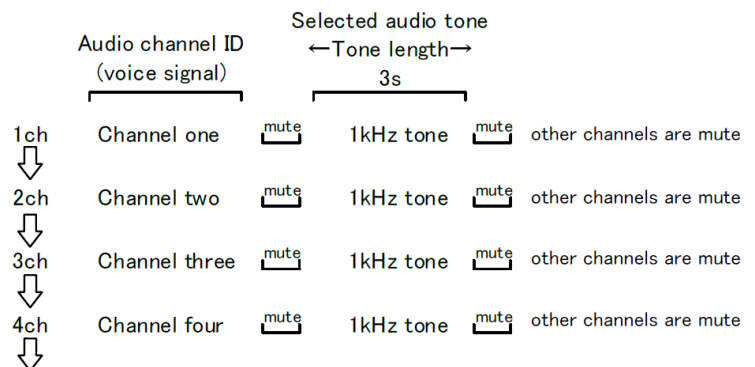 Selected audio tone
Audio channel ID
←Tone length→
(voice signal)
3s
1ch Channel one mute 1kHz tone mute other channels are mute
2ch Channel two mute 1kHz tone mute other channels are mute
3ch Channel three mute 1kHz tone mute other channels are mute
4ch Channel four mute 1kHz tone mute other channels are mute